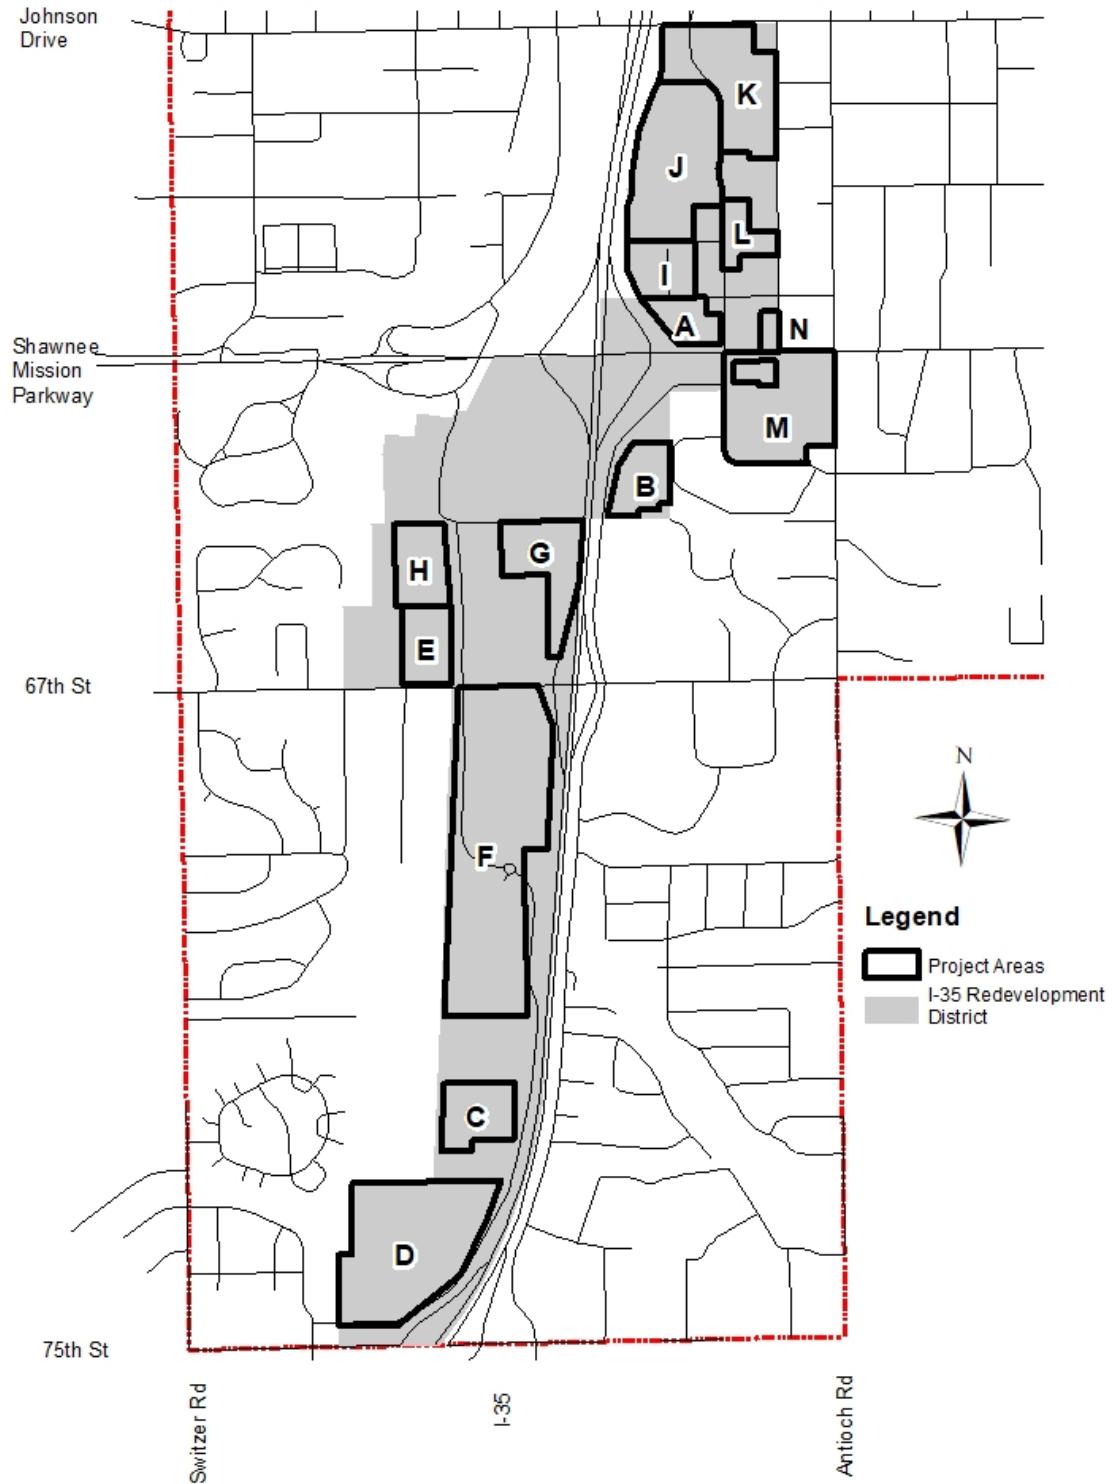 Johnson
Drive
K
J
L
I
A
N
Shawnee
Mission
Parkway
M
B
G
H
E
67th St
N
F
Legend
Project Areas
I-35 Redevelopment
District
C
D
75th St
Switzer Rd
I-35
Antioch Rd